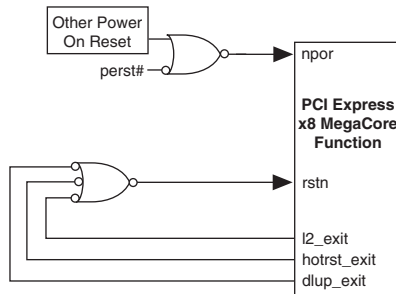 Other Power
On Reset
perst#
npor
PCI Express
x8 MegaCore
Function
rstn
l2_exit
hotrst_exit
dlup_exit